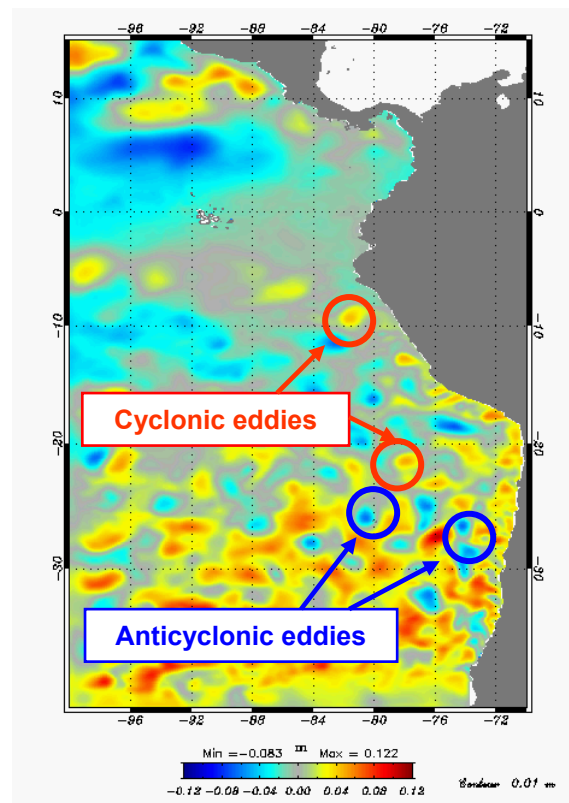 -96 -92 -88 -84 -80 -76 -72
10 10
0 0
-10 -10
Cyclonic eddies
-20 -20
-30 -30
Anticyclonic eddies
-96 -92 -88 -84 -80 -76 -72
Min =-0.083 m Max = 0.122
-0.12 -0.08 -0.04 0.00 0.04 0.08 0.12
Contour 0.01 m